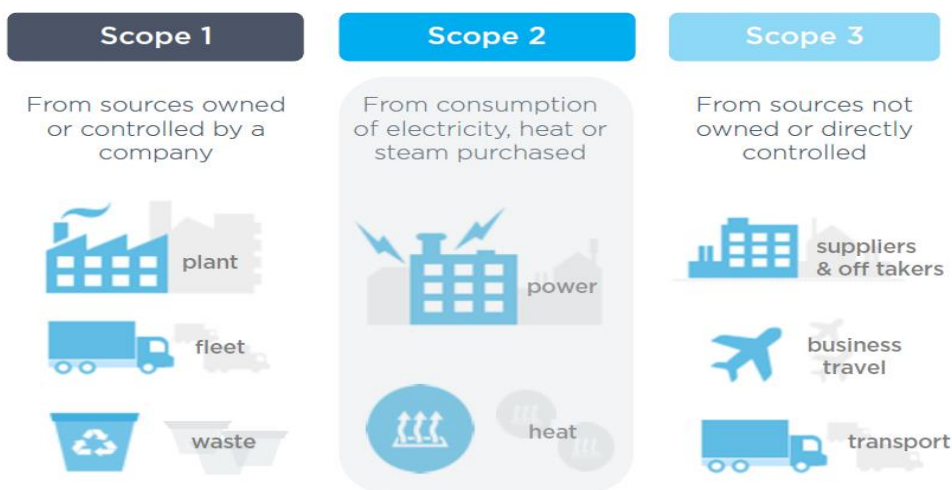 Scope 1
From sources owned
or controlled by a
company
plant
fleet
waste
Scope 2
From consumption
of electricity, heat or
steam purchased
power
heat
Scope 3
From sources not
owned or directly
controlled
suppliers
& off takers
business
travel
transport